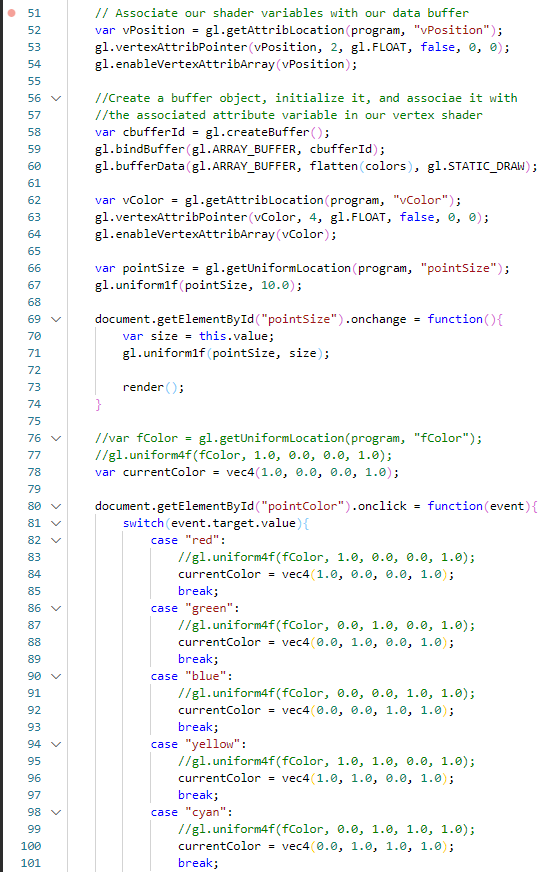 51 // Associate our shader variables with our data buffer
52 var vPosition = gl.getAttribLocation(program, "vPosition");
53 gl.vertexAttribPointer(vPosition, 2, gl.FLOAT, false, 0, 0);
54 gl.enableVertexAttribArray(vPosition);
55
56 //Create a buffer object, initialize it, and associae it with
57 //the associated attribute variable in our vertex shader
58 var cbufferId = gl.createBuffer();
59 gl.bindBuffer(gl.ARRAY_BUFFER, cbufferId);
60 gl.bufferData(gl.ARRAY_BUFFER, flatten(colors), gl.STATIC_DRAW);
61
62 var vColor = gl.getAttribLocation(program, "vColor");
63 gl.vertexAttribPointer(vColor, 4, gl.FLOAT, false, 0, 0);
64 gl.enableVertexAttribArray(vColor);
65
66 var pointSize = gl.getUniformLocation(program, "pointSize");
67 gl.uniform1f(pointSize, 10.0);
68
69 document.getElementById("pointSize").onchange = function(){
70 var size = this.value;
71 gl.uniform1f(pointSize, size);
72
73 render();
74 }
75
76 //var fColor = gl.getUniformLocation(program, "fColor");
77 //gl.uniform4f(fColor, 1.0, 0.0, 0.0, 1.0);
78 var currentColor = vec4(1.0, 0.0, 0.0, 1.0);
79
80 document.getElementById("pointColor").onclick = function(event){
81 switch(event.target.value){
82 case "red":
83 //gl.uniform4f(fColor, 1.0, 0.0, 0.0, 1.0);
84 currentColor = vec4(1.0, 0.0, 0.0, 1.0);
85 break;
86 case "green":
87 //gl.uniform4f(fColor, 0.0, 1.0, 0.0, 1.0);
88 currentColor = vec4(0.0, 1.0, 0.0, 1.0);
89 break;
90 case "blue":
91 //gl.uniform4f(fColor, 0.0, 0.0, 1.0, 1.0);
92 currentColor = vec4(0.0, 0.0, 1.0, 1.0);
93 break;
94 case "yellow":
95 //gl.uniform4f(fColor, 1.0, 1.0, 0.0, 1.0);
96 currentColor = vec4(1.0, 1.0, 0.0, 1.0);
97 break;
98 case "cyan":
99 //gl.uniform4f(fColor, 0.0, 1.0, 1.0, 1.0);
100 currentColor = vec4(0.0, 1.0, 1.0, 1.0);
101 break;